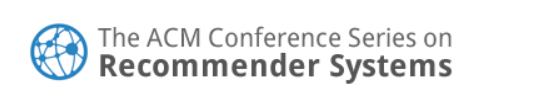 The ACM Conference Series on
Recommender Systems